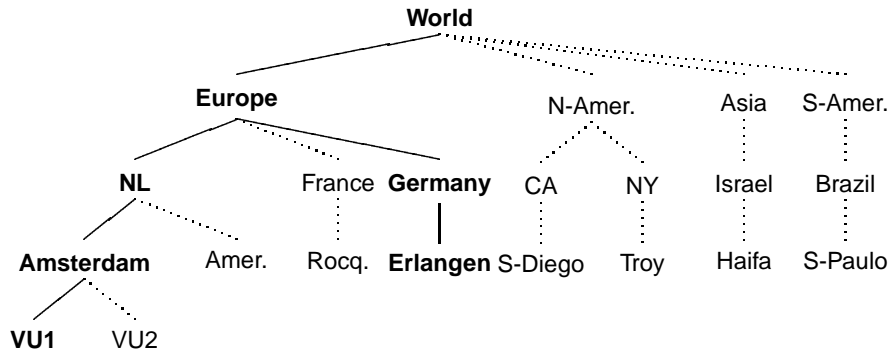 World
Europe N-Amer. Asia S-Amer.
NL France Germany CA NY Israel Brazil
Amsterdam Amer. Rocq. Erlangen S-Diego Troy Haifa S-Paulo
VU1 VU2